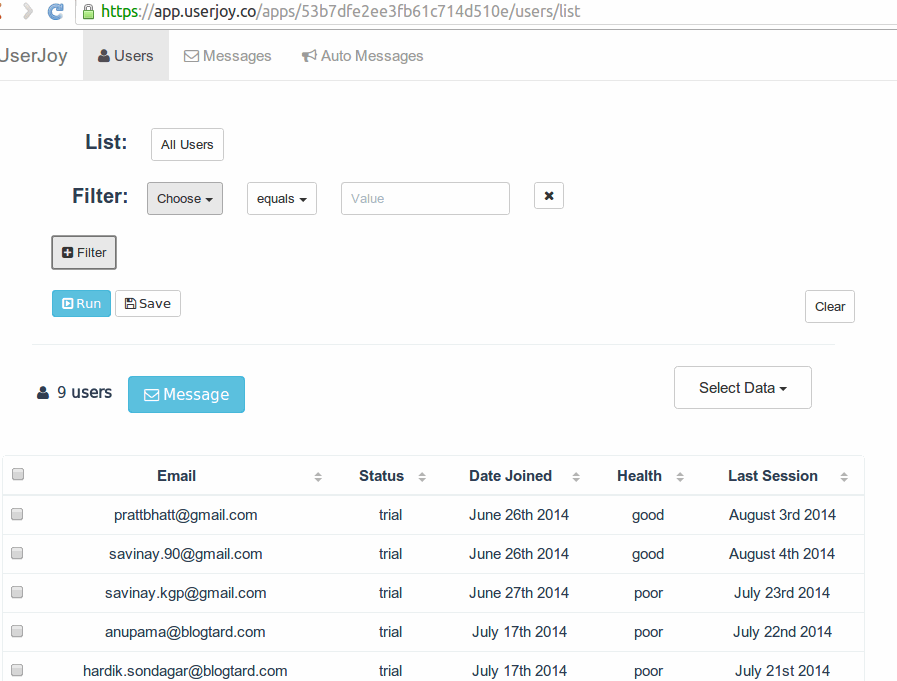 https://app.userjoy.co/apps/53b7dfe2ee3fb61c714d510e/users/list
UserJoy Users Messages Auto Messages
List: All Users
Filter: Choose equals Value
Filter
Run Save Clear
9 users Message Select Data
Email Status Date Joined Health Last Session
prattbhatt@gmail.com trial June 26th 2014 good August 3rd 2014
savinay.90@gmail.com trial June 26th 2014 good August 4th 2014
savinay.kgp@gmail.com trial June 27th 2014 poor July 23rd 2014
anupama@blogtard.com trial July 17th 2014 poor July 22nd 2014
hardik.sondagar@blogtard.com trial July 17th 2014 poor July 21st 2014